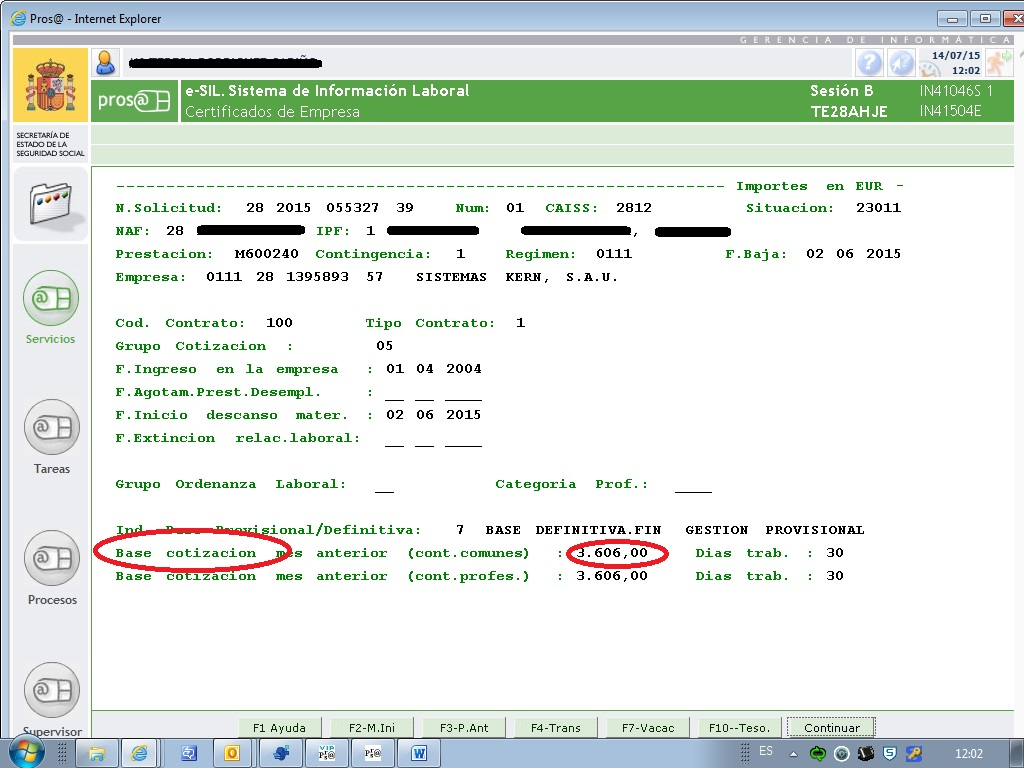 Pros@ - Internet Explorer
GERENCIA DE INFORMÁTICA
14/07/15
12:02
pros@
e-SIL. Sistema de Información Laboral
Certificados de Empresa
Sesión B IN41046S 1
TE28AHJE IN41504E
SECRETARÍA DE
ESTADO DE LA
SEGURIDAD SOCIAL
Importes en EUR -
N.Solicitud: 28 2015 055327 39 Num: 01 CAISS: 2812 Situacion: 23011
NAF: 28 IPF: 1 ,
Prestacion: M600240 Contingencia: 1 Regimen: 0111 F.Baja: 02 06 2015
Empresa: 0111 28 1395893 57 SISTEMAS KERN, S.A.U.
Cod. Contrato: 100 Tipo Contrato: 1
Grupo Cotizacion : 05
F.Ingreso en la empresa : 01 04 2004
F.Agotam.Prest.Desempl. : __ __ ____
F.Inicio descanso mater. : 02 06 2015
F.Extincion relac.laboral: __ __ ____
Grupo Ordenanza Laboral: __ Categoria Prof.: ____
Ind. Base Provisional/Definitiva: 7 BASE DEFINITIVA.FIN GESTION PROVISIONAL
Base cotizacion mes anterior (cont.comunes) : 3.606,00 Dias trab. : 30
Base cotizacion mes anterior (cont.profes.) : 3.606,00 Dias trab. : 30
Servicios
Tareas
Procesos
Supervisor
F1 Ayuda F2-M.Ini F3-P.Ant F4-Trans F7-Vacac F10--Teso. Continuar
ES 12:02